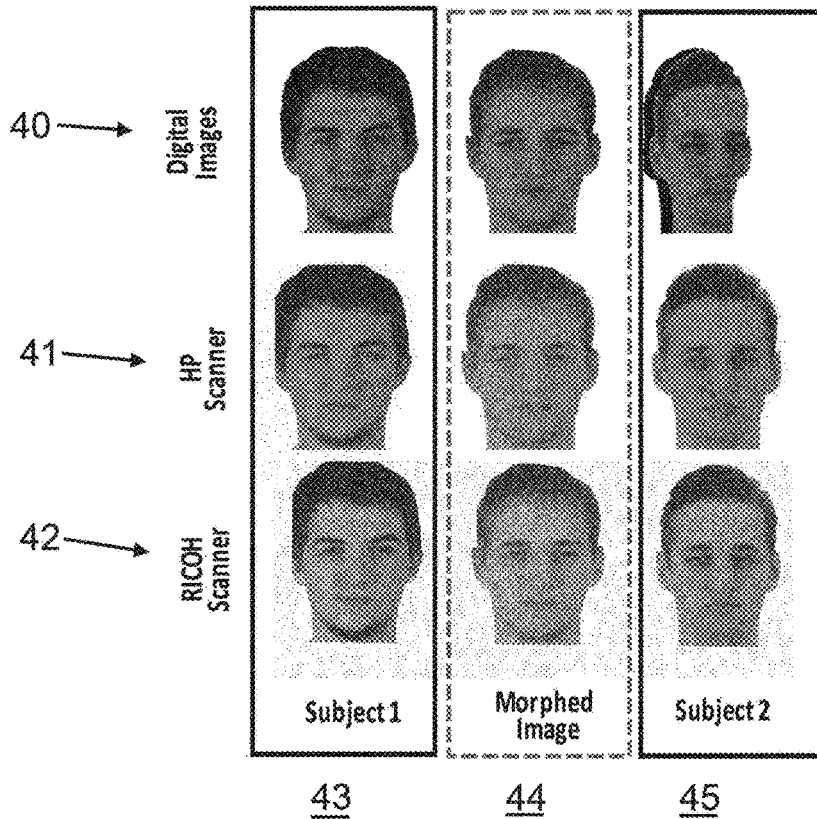 40
Digital
Images
41
HP
Scanner
42
RICOH
Scanner
Subject 1
Morphed
Image
Subject 2
43
44
45